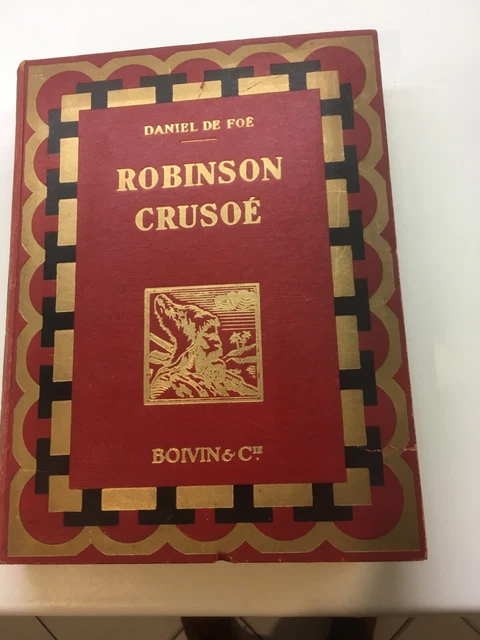 DANIEL DE FOË
ROBINSON
CRUSOÉ
BOIVIN & CIE.